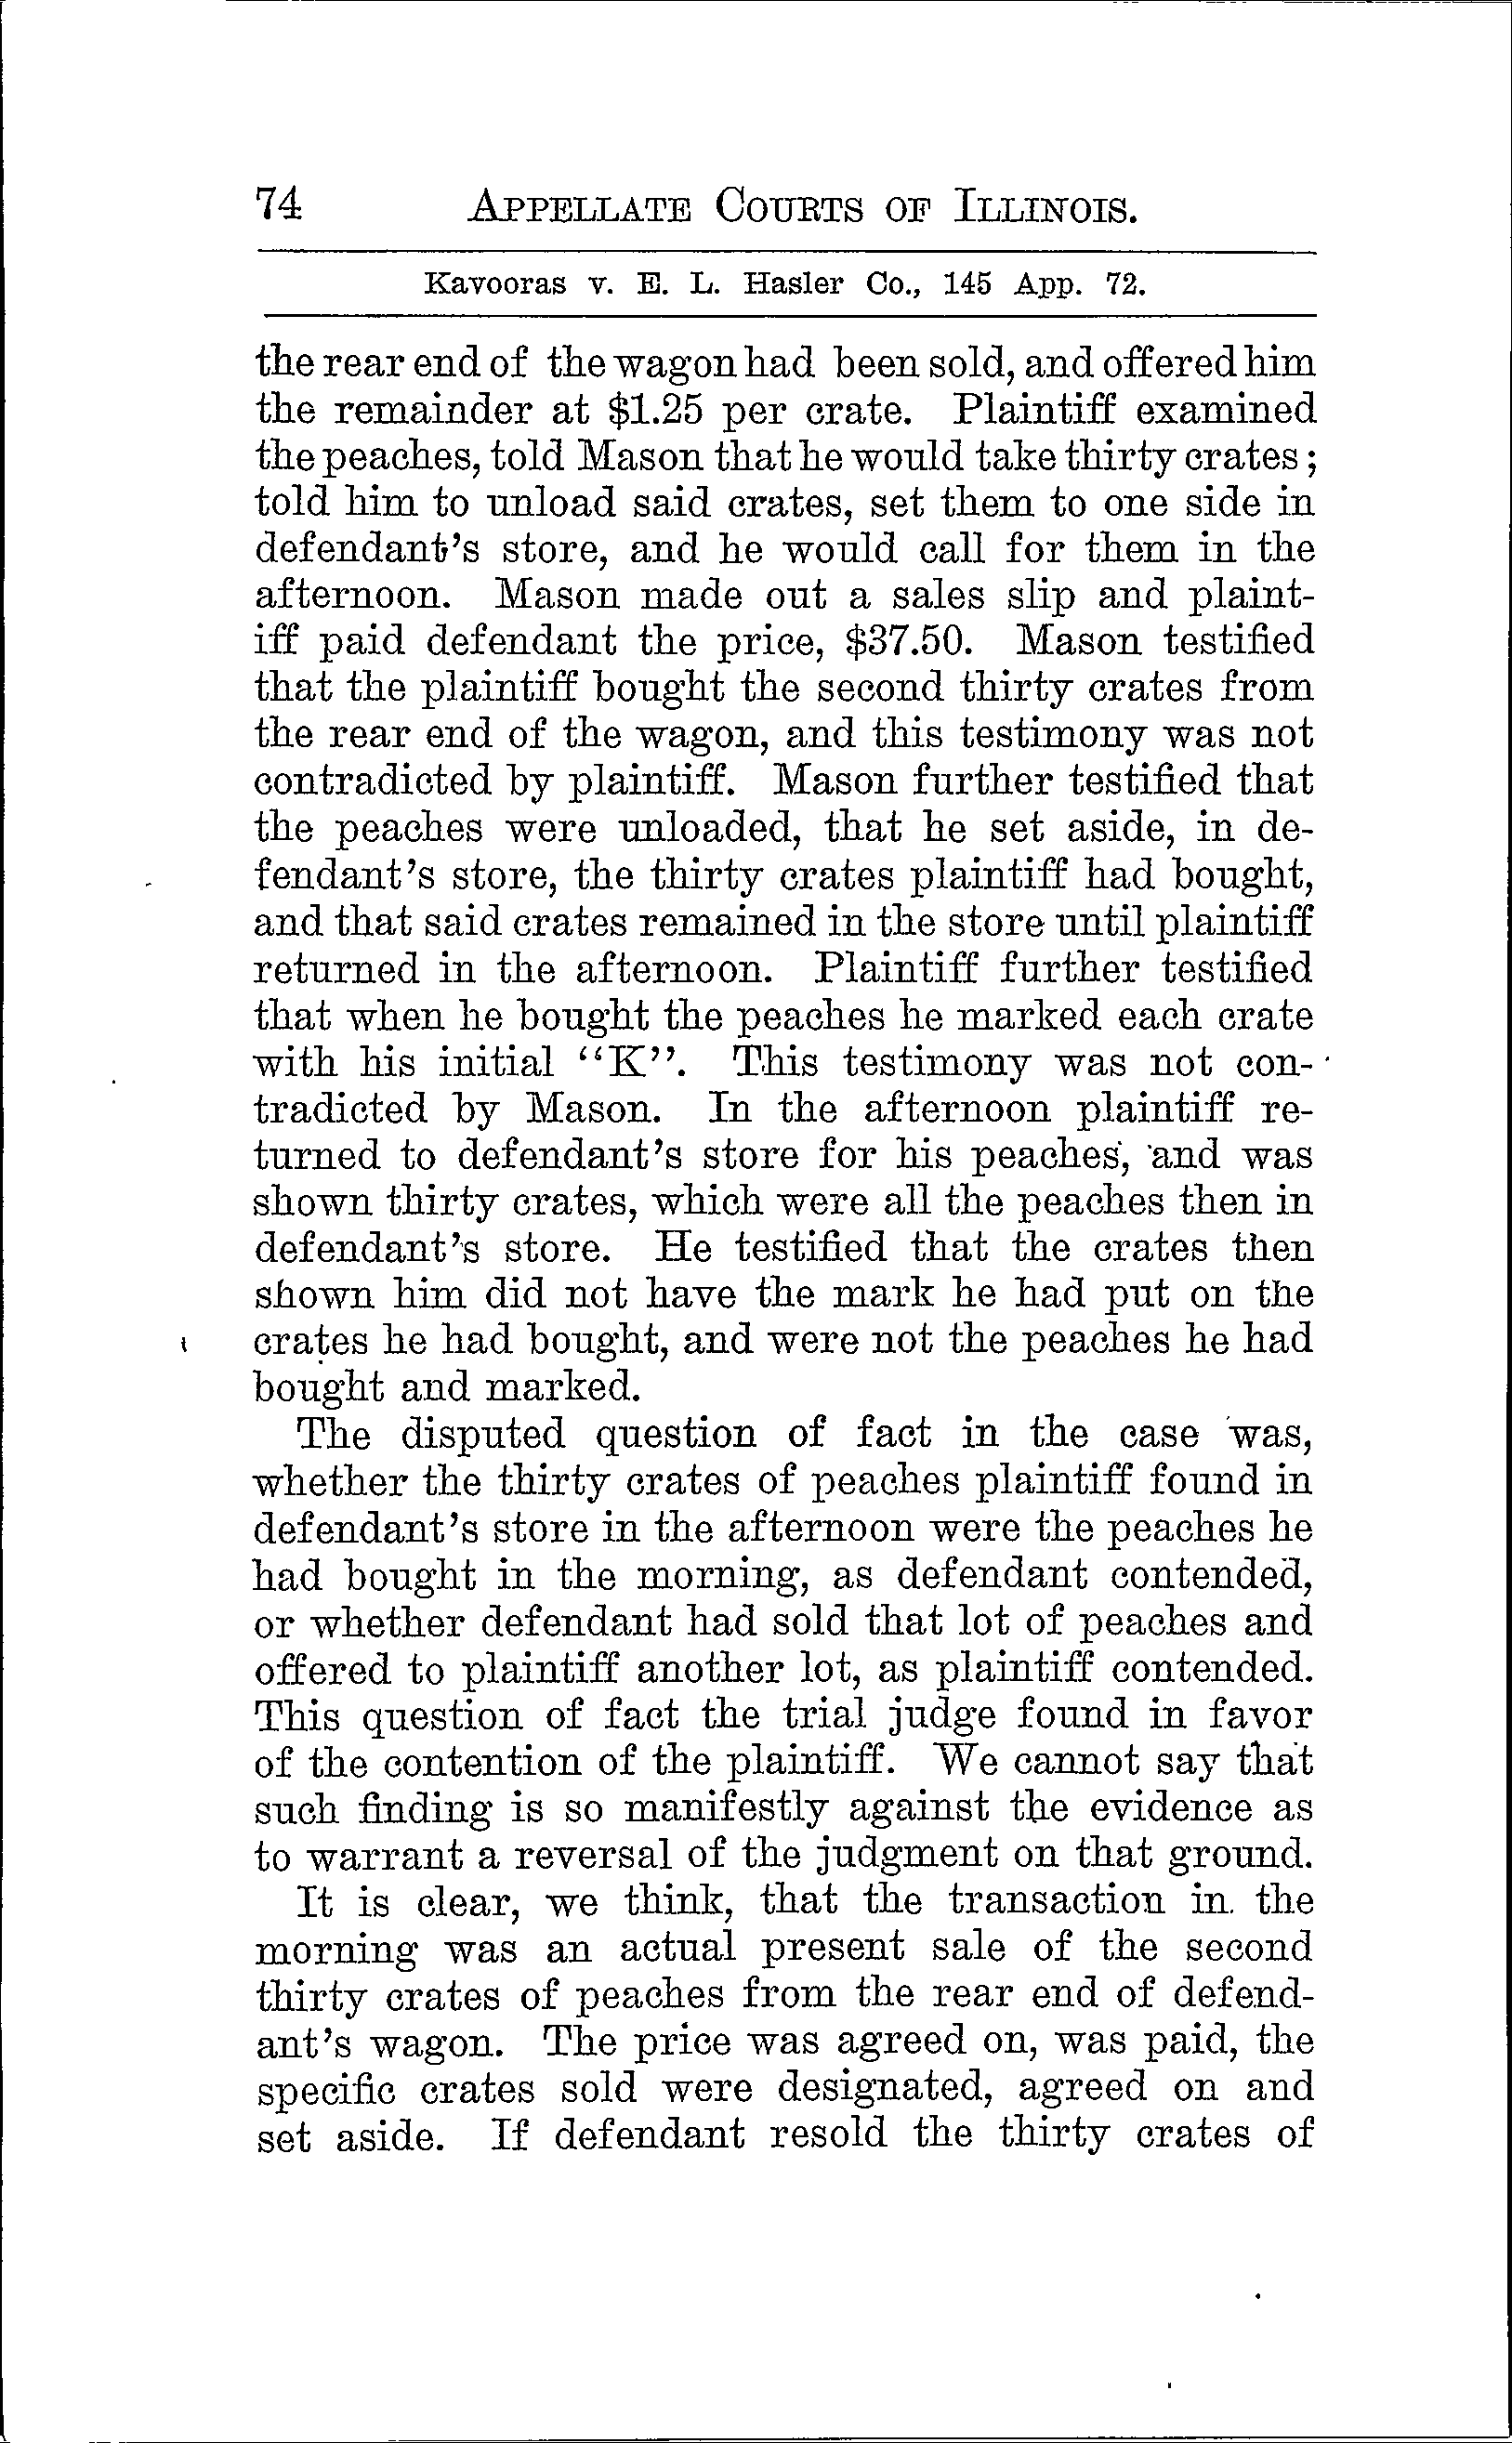 74 APPELLATE COURTS OF ILLINOIS.
Kavooras v. E. L. Hasler Co., 145 App. 72.
the rear end of the wagon had been sold, and offered him
the remainder at $1.25 per crate. Plaintiff examined
the peaches, told Mason that he would take thirty crates;
told him to unload said crates, set them to one side in
defendant's store, and he would call for them in the
afternoon. Mason made out a sales slip and plaint-
iff paid defendant the price, $37.50. Mason testified
that the plaintiff bought the second thirty crates from
the rear end of the wagon, and this testimony was not
contradicted by plaintiff. Mason further testified that
the peaches were unloaded, that he set aside, in de-
fendant's store, the thirty crates plaintiff had bought,
and that said crates remained in the store until plaintiff
returned in the afternoon. Plaintiff further testified
that when he bought the peaches he marked each crate
with his initial "K". This testimony was not con-
tradicted by Mason. In the afternoon plaintiff re-
turned to defendant's store for his peaches, and was
shown thirty crates, which were all the peaches then in
defendant's store. He testified that the crates then
shown him did not have the mark he had put on the
crates he had bought, and were not the peaches he had
bought and marked.
The disputed question of fact in the case was,
whether the thirty crates of peaches plaintiff found in
defendant's store in the afternoon were the peaches he
had bought in the morning, as defendant contended,
or whether defendant had sold that lot of peaches and
offered to plaintiff another lot, as plaintiff contended.
This question of fact the trial judge found in favor
of the contention of the plaintiff. We cannot say that
such finding is so manifestly against the evidence as
to warrant a reversal of the judgment on that ground.
It is clear, we think, that the transaction in the
morning was an actual present sale of the second
thirty crates of peaches from the rear end of defend-
ant's wagon. The price was agreed on, was paid, the
specific crates sold were designated, agreed on and
set aside. If defendant resold the thirty crates of